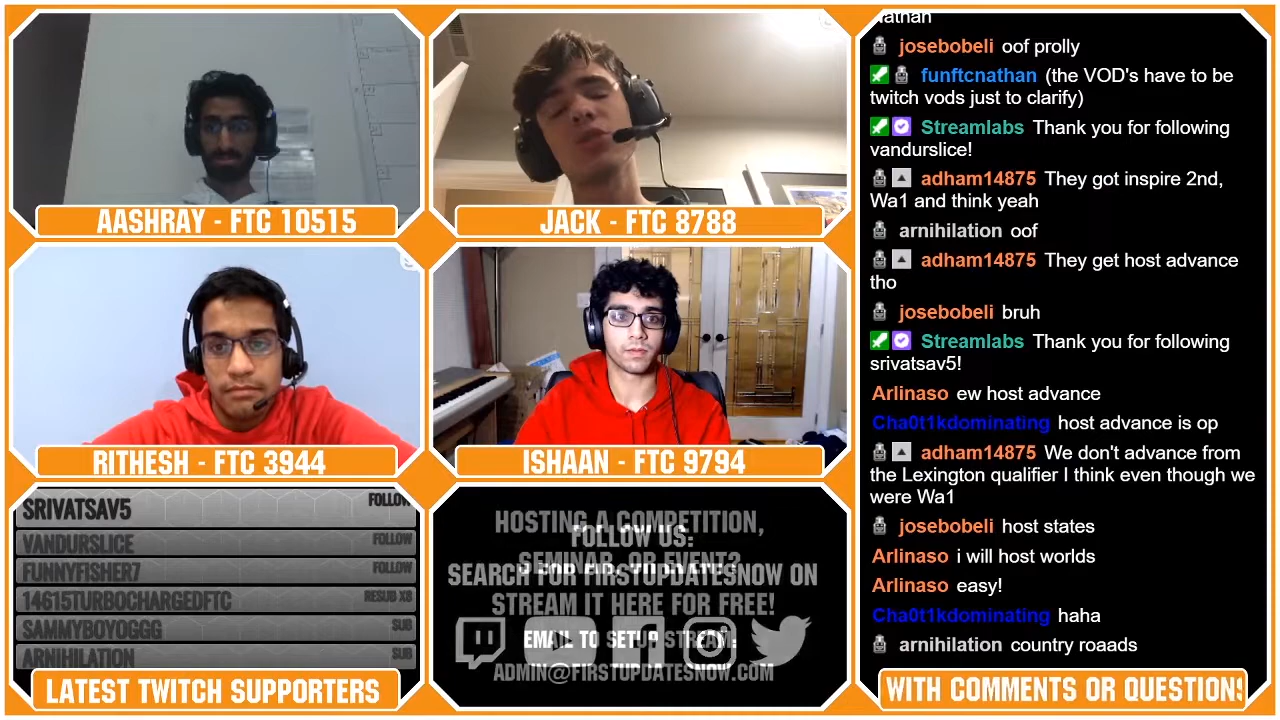 AASHRAY - FTC 10515
JACK - FTC 8788
RITHESH - FTC 3944
ISHAAN - FTC 9794
SRIVATSAV5 FOLLOW
VANDURSLICE FOLLOW
FUNNYFISHER7 FOLLOW
14615TURBOCHARGEDFTC RESUB X8
SAMMYBOYOGGG SUB
ARNIHILATION SUB
LATEST TWITCH SUPPORTERS
HOSTING A COMPETITION,
FOLLOW US:
SEMINAR, OR EVENT?
SEARCH FOR FIRSTUPDATESNOW ON
STREAM IT HERE FOR FREE!
EMAIL TO SETUP STREAM:
ADMIN@FIRSTUPDATESNOW.COM
Nathan
josebobeli oof prolly
funftcnathan (the VOD's have to be
twitch vods just to clarify)
Streamlabs Thank you for following
vandurslice!
adham14875 They got inspire 2nd,
Wa1 and think yeah
arnihilation oof
adham14875 They get host advance
tho
josebobeli bruh
Streamlabs Thank you for following
srivatsav5!
Arlinaso ew host advance
Cha0t1kdominating host advance is op
adham14875 We don't advance from
the Lexington qualifier I think even though we
were Wa1
josebobeli host states
Arlinaso i will host worlds
Arlinaso easy!
Cha0t1kdominating haha
arnihilation country roaads
WITH COMMENTS OR QUESTIONS